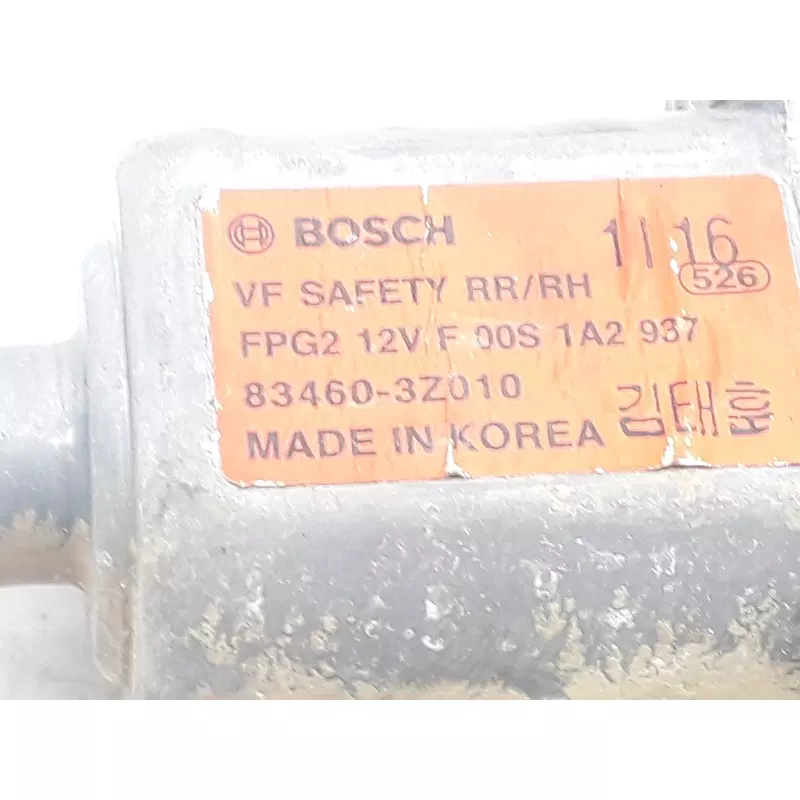 BOSCH 1116
526
VF SAFETY RR/RH
FPG2 12V F 00S 1A2 937
83460-3Z010
MADE IN KOREA 김태호